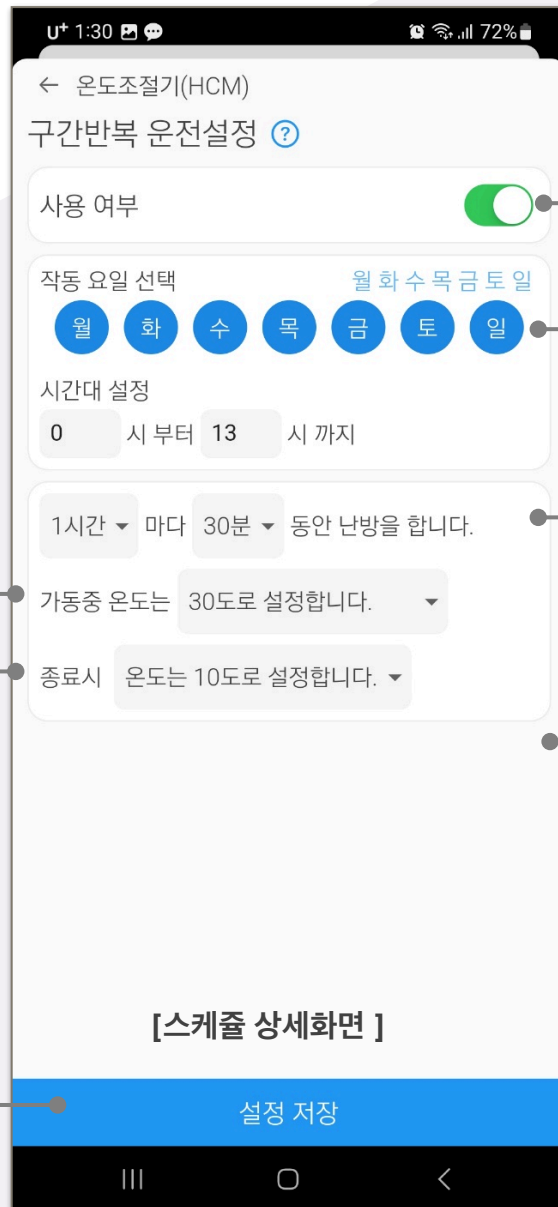 U+ 1:30 72%
← 온도조절기(HCM)
구간반복 운전설정 ?
사용 여부
작동 요일 선택 월 화 수 목 금 토 일
월 화 수 목 금 토 일
시간대 설정
0 시 부터 13 시 까지
1시간 마다 30분 동안 난방을 합니다.
가동중 온도는 30도로 설정합니다.
종료시 온도는 10도로 설정합니다.
[스케쥴 상세화면 ]
설정 저장